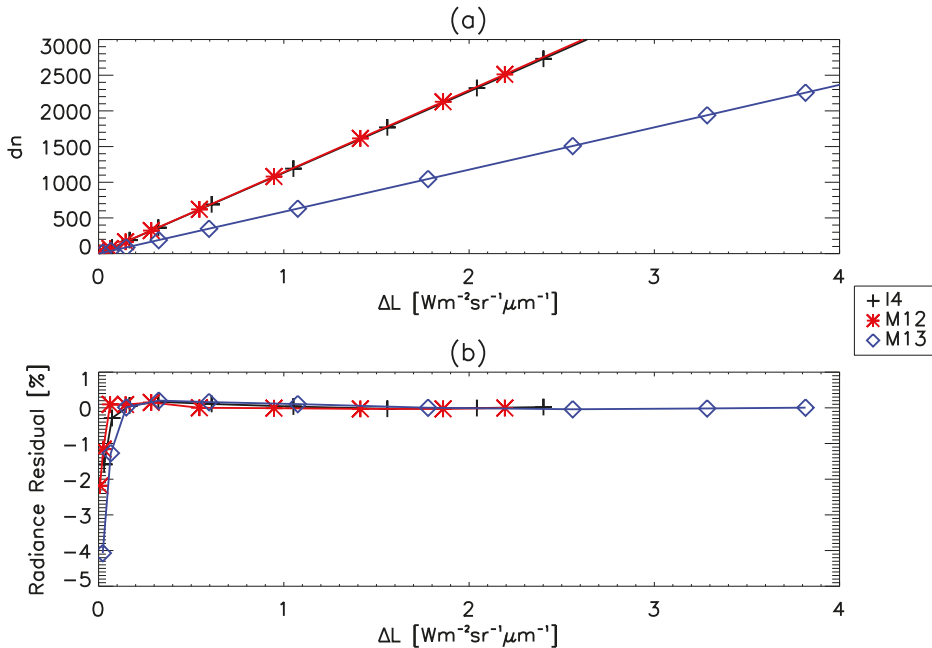 (a)
3000
2500
2000
1500
1000
500
0
dn
0 1 2 3 4
ΔL [Wm⁻²sr⁻¹μm⁻¹]
I4
M12
M13
(b)
1
0
-1
-2
-3
-4
-5
Radiance Residual [%]
0 1 2 3 4
ΔL [Wm⁻²sr⁻¹μm⁻¹]